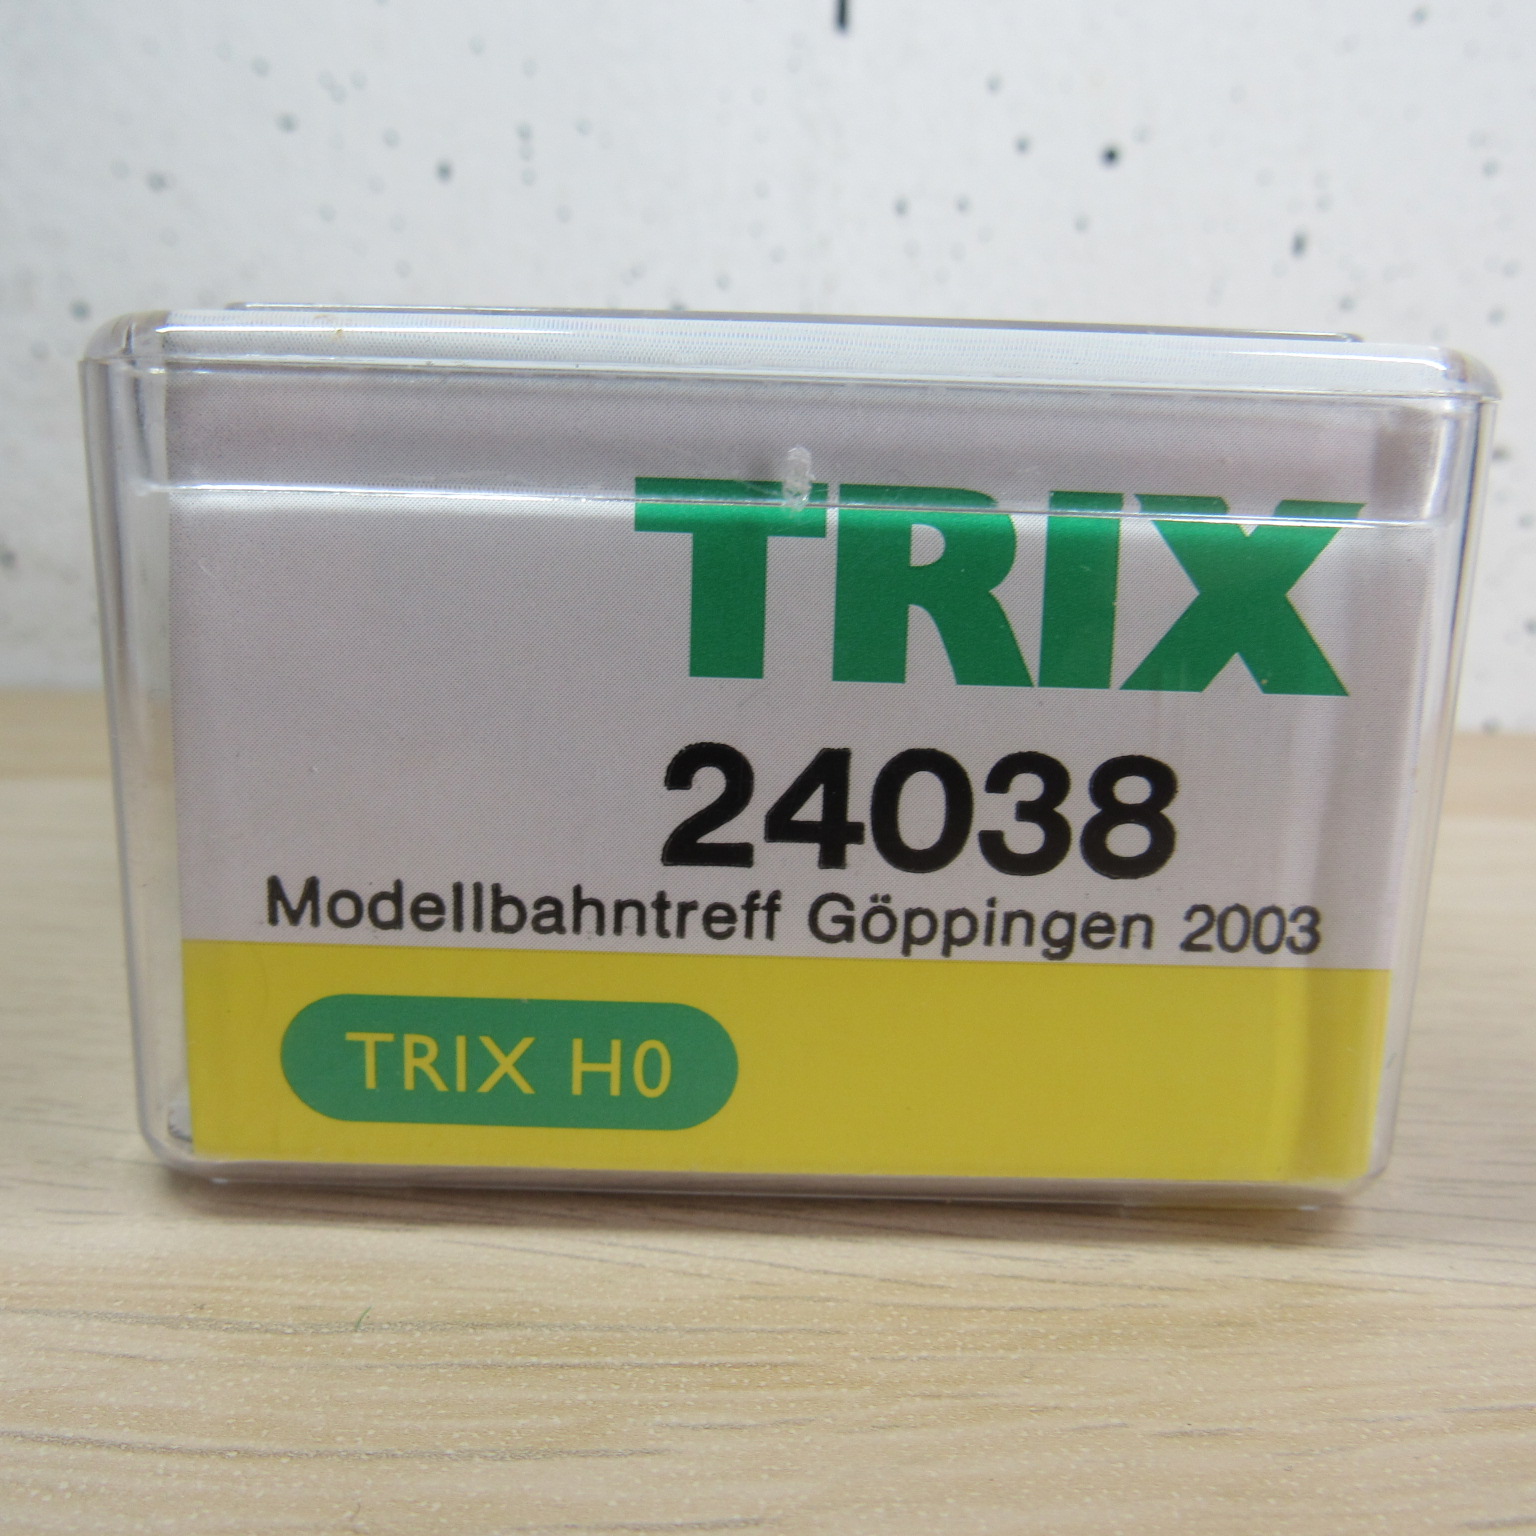 TRIX
24038
Modellbahntreff Göppingen 2003
TRIX H0